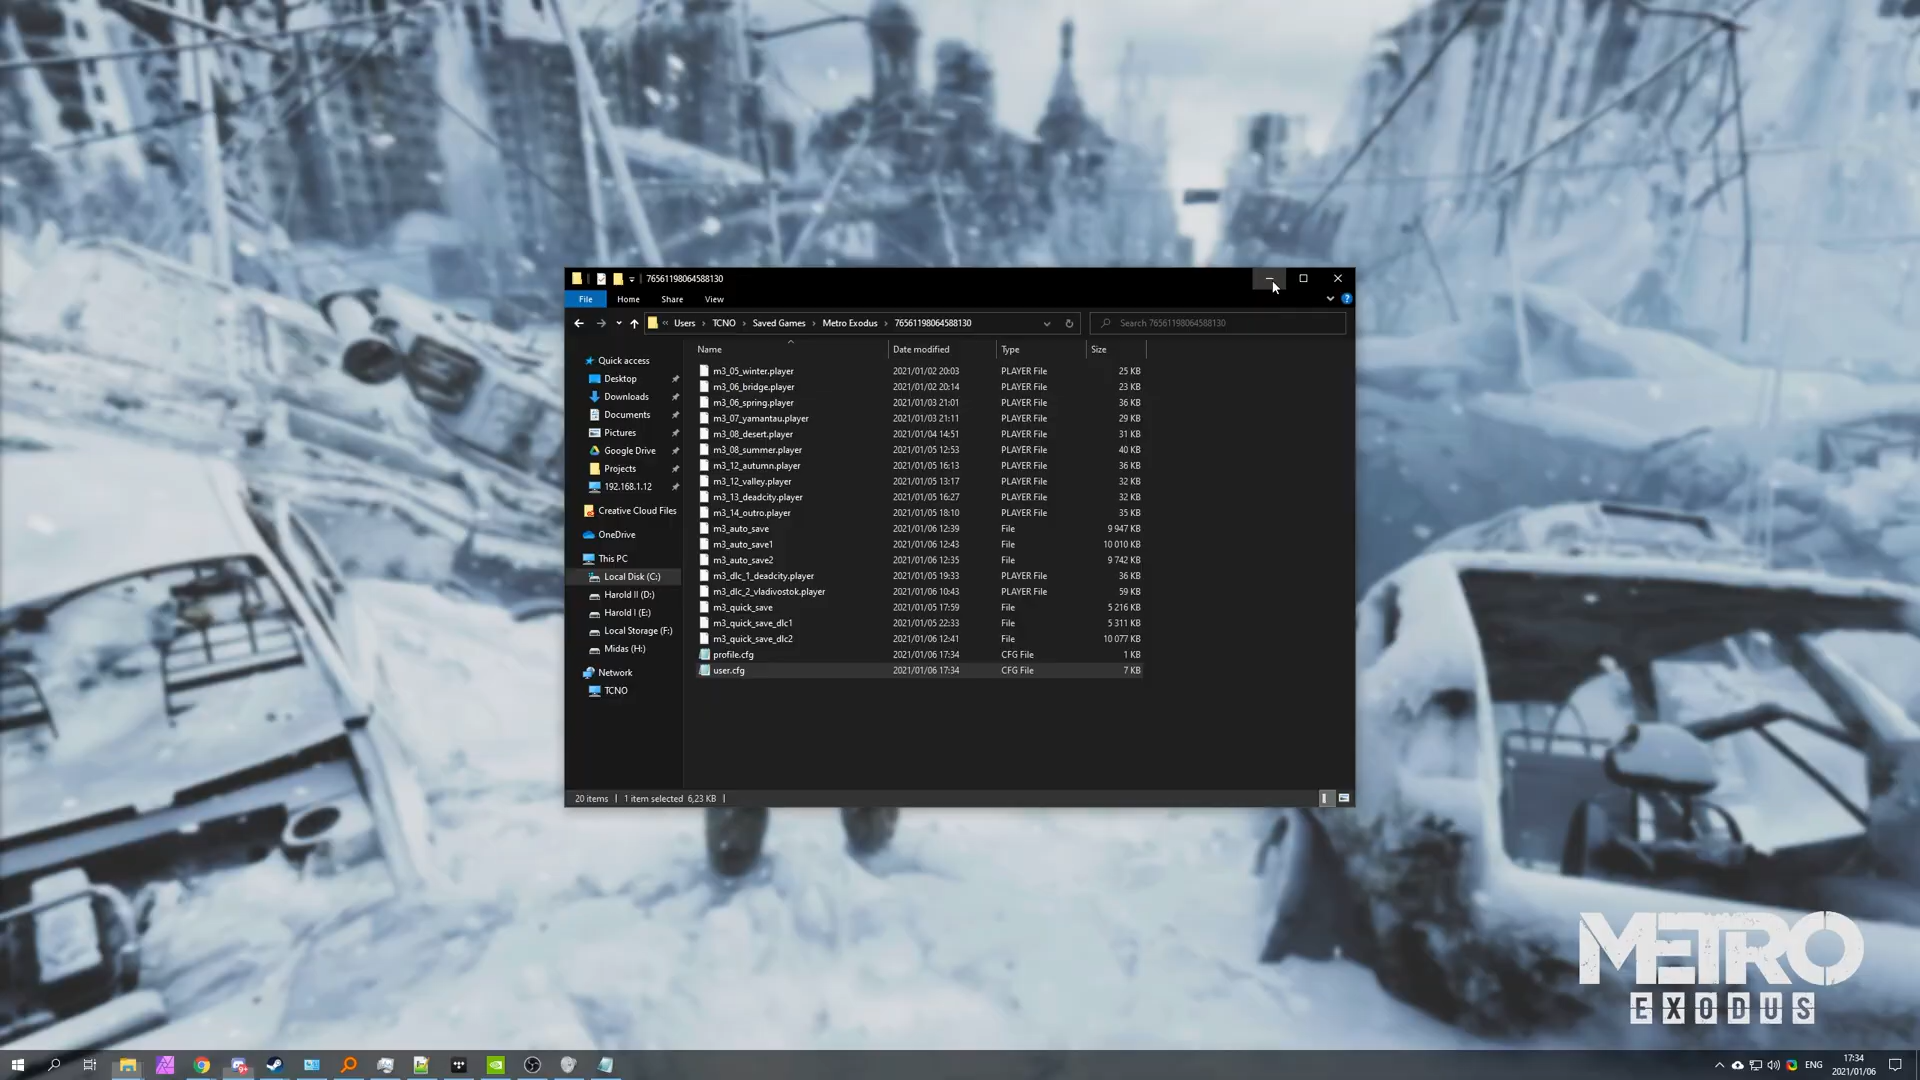 76561198064588130
File Home Share View
Users › TCNO › Saved Games › Metro Exodus › 76561198064588130
Search 76561198064588130
Name Date modified Type Size
Quick access
Desktop
Downloads
Documents
Pictures
Google Drive
Projects
192.168.1.12
Creative Cloud Files
OneDrive
This PC
Local Disk (C:)
Harold II (D:)
Harold I (E:)
Local Storage (F:)
Midas (H:)
Network
TCNO
m3_05_winter.player 2021/01/02 20:03 PLAYER File 25 KB
m3_06_bridge.player 2021/01/02 20:14 PLAYER File 23 KB
m3_06_spring.player 2021/01/03 21:01 PLAYER File 36 KB
m3_07_yamantau.player 2021/01/03 21:11 PLAYER File 29 KB
m3_08_desert.player 2021/01/04 14:51 PLAYER File 31 KB
m3_08_summer.player 2021/01/05 12:53 PLAYER File 40 KB
m3_12_autumn.player 2021/01/05 16:13 PLAYER File 36 KB
m3_12_valley.player 2021/01/05 13:17 PLAYER File 32 KB
m3_13_deadcity.player 2021/01/05 16:27 PLAYER File 32 KB
m3_14_outro.player 2021/01/05 18:10 PLAYER File 35 KB
m3_auto_save 2021/01/06 12:39 File 9 947 KB
m3_auto_save1 2021/01/06 12:43 File 10 010 KB
m3_auto_save2 2021/01/06 12:35 File 9 742 KB
m3_dlc_1_deadcity.player 2021/01/05 19:33 PLAYER File 36 KB
m3_dlc_2_vladivostok.player 2021/01/06 10:43 PLAYER File 59 KB
m3_quick_save 2021/01/05 17:59 File 5 216 KB
m3_quick_save_dlc1 2021/01/05 22:33 File 5 311 KB
m3_quick_save_dlc2 2021/01/06 12:41 File 10 077 KB
profile.cfg 2021/01/06 17:34 CFG File 1 KB
user.cfg 2021/01/06 17:34 CFG File 7 KB
20 items 1 item selected 6,23 KB
METRO
EXODUS
ENG
17:34
2021/01/06